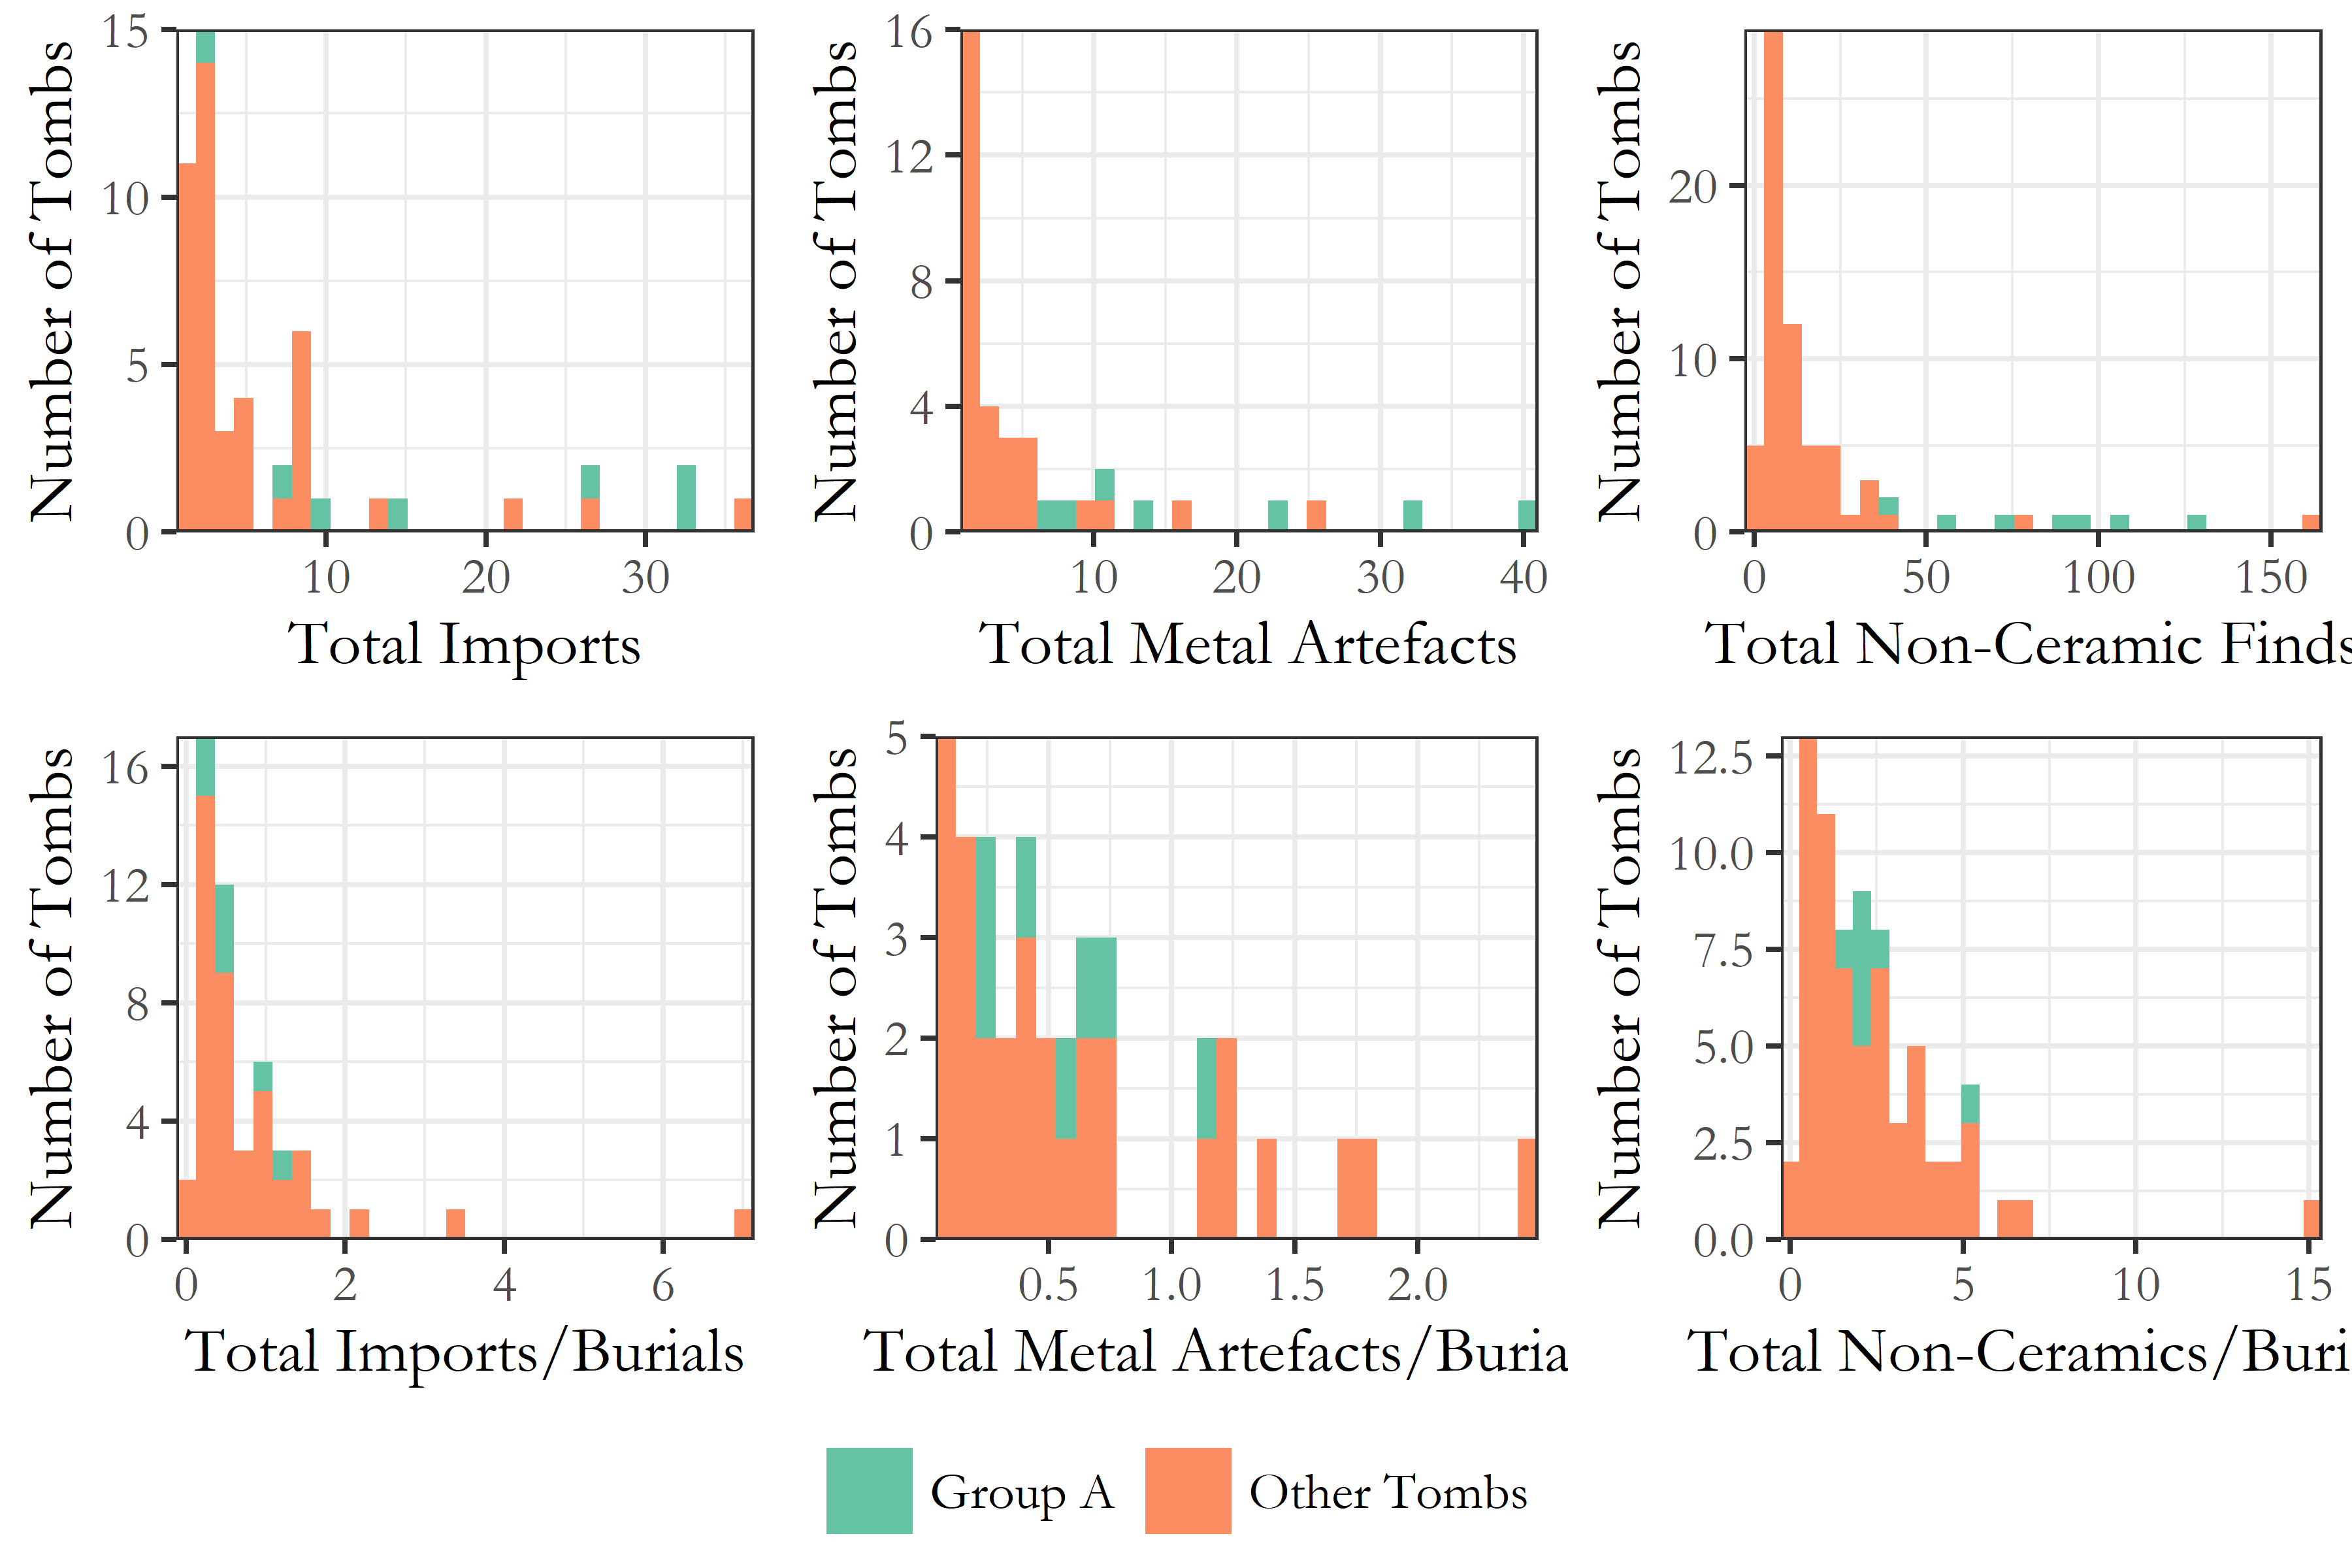 Number of Tombs
15
10
5
0
10 20 30
Total Imports
Number of Tombs
16
12
8
4
0
10 20 30 40
Total Metal Artefacts
Number of Tombs
20
10
0
0 50 100 150
Total Non-Ceramic Finds
Number of Tombs
16
12
8
4
0
0 2 4 6
Total Imports/Burials
Number of Tombs
5
4
3
2
1
0
0.5 1.0 1.5 2.0
Total Metal Artefacts/Buria
Number of Tombs
12.5
10.0
7.5
5.0
2.5
0.0
0 5 10 15
Total Non-Ceramics/Buri
Group A
Other Tombs